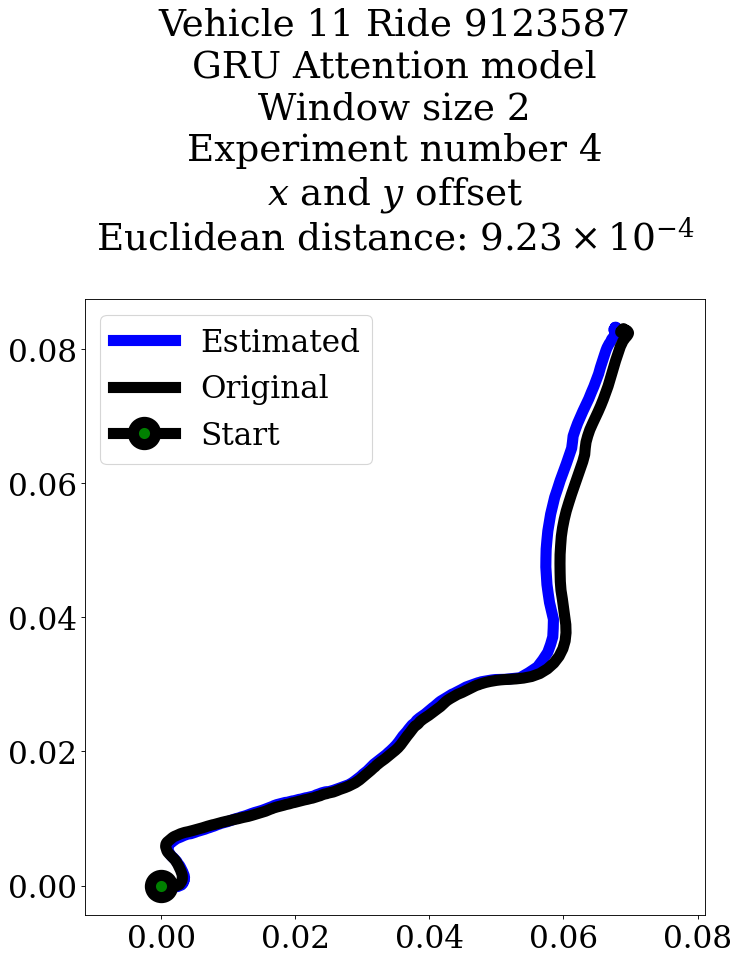 Vehicle 11 Ride 9123587
GRU Attention model
Window size 2
Experiment number 4
x and y offset
Euclidean distance: 9.23 × 10⁻⁴
Estimated
Original
Start
0.08
0.06
0.04
0.02
0.00
0.00 0.02 0.04 0.06 0.08